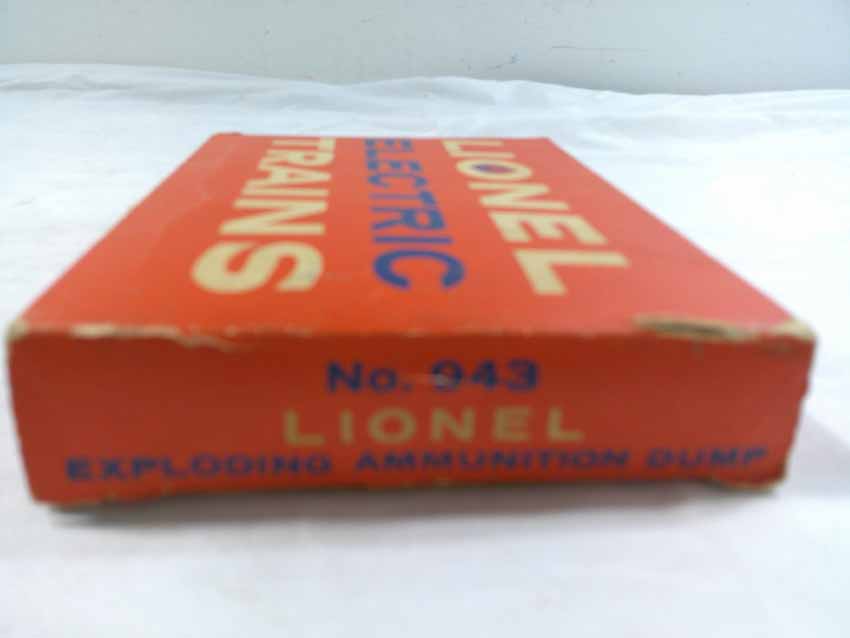 LIONEL
ELECTRIC
TRAINS
No. 943
LIONEL
EXPLODING AMMUNITION DUMP